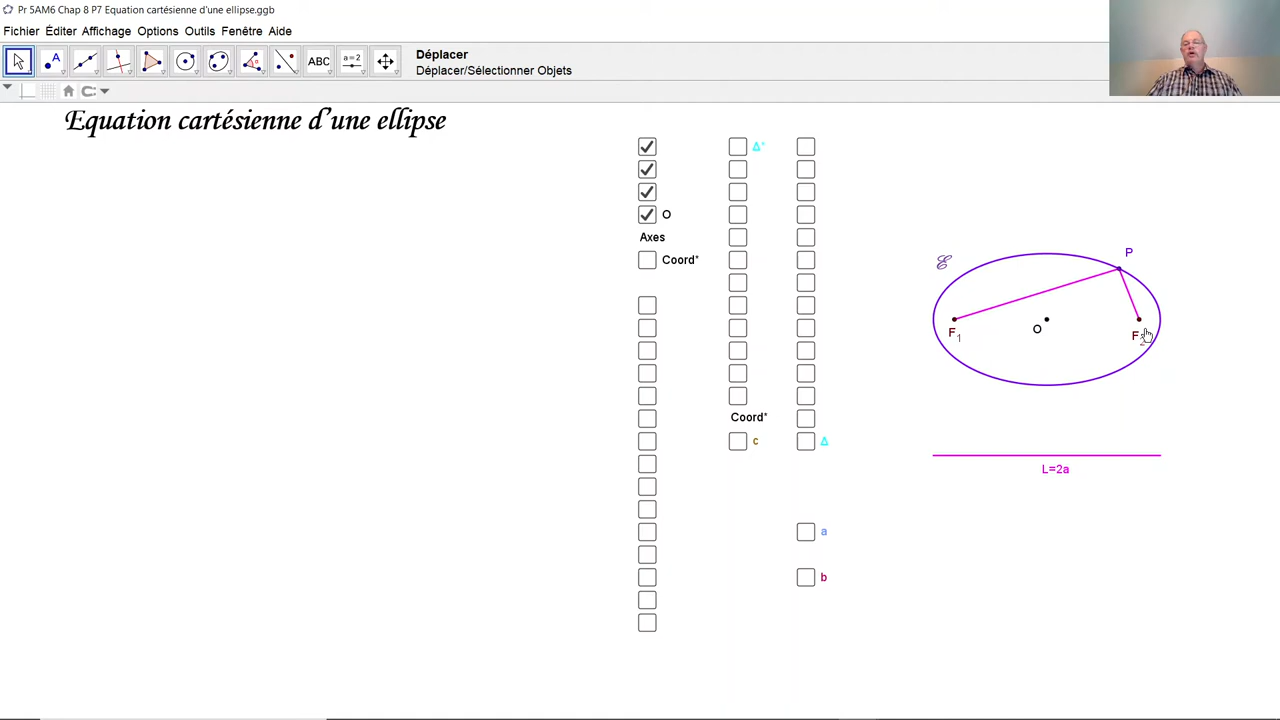 Pr 5AM6 Chap 8 P7 Equation cartésienne d'une ellipse.ggb
Fichier Éditer Affichage Options Outils Fenêtre Aide
A
ABC
a=2
Déplacer
Déplacer/Sélectionner Objets
Equation cartésienne d'une ellipse
Δ*
O
Axes
Coord*
Coord*
c
Δ
a
b
ℰ
P
F₁
O
F₂
L=2a